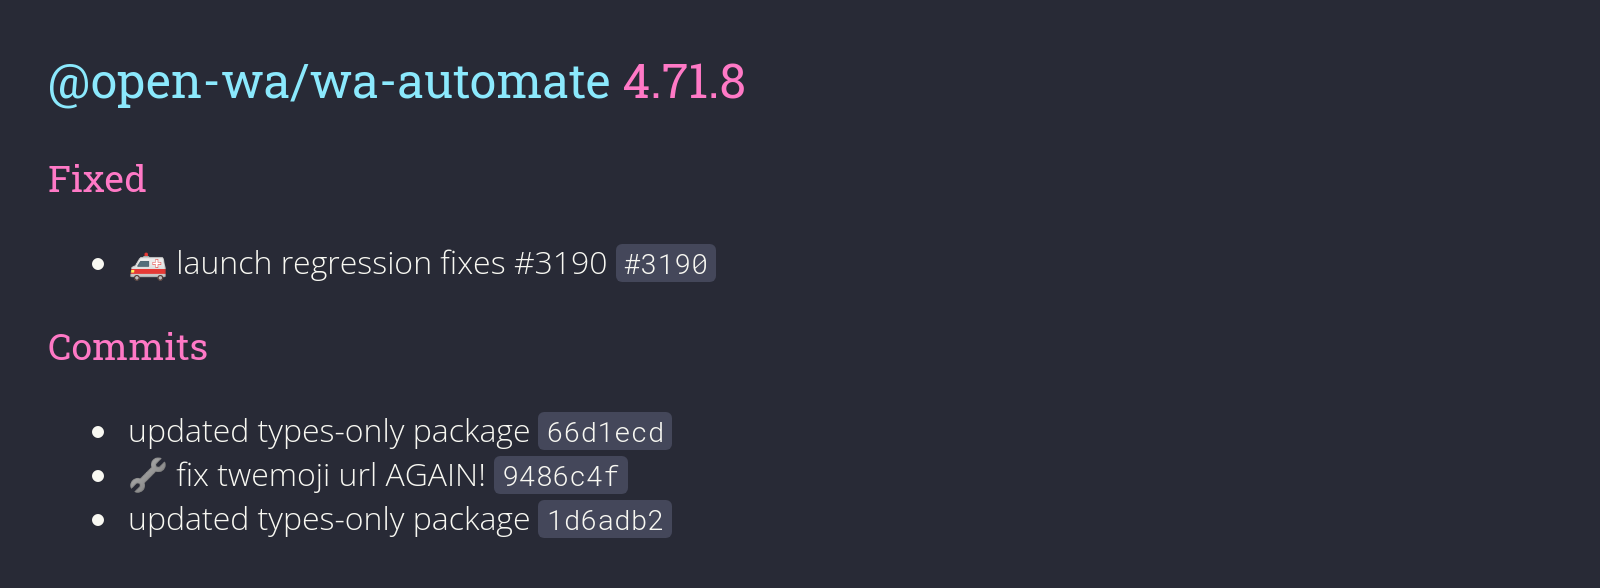 @open-wa/wa-automate 4.71.8
Fixed
🚑 launch regression fixes #3190 #3190
Commits
updated types-only package 66d1ecd
🔧 fix twemoji url AGAIN! 9486c4f
updated types-only package 1d6adb2